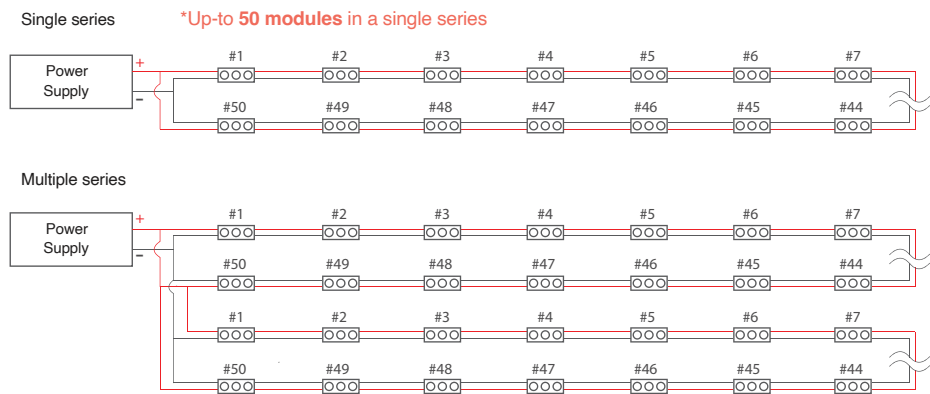 Single series
*Up-to 50 modules in a single series
Power
Supply
+
-
#1 #2 #3 #4 #5 #6 #7
#50 #49 #48 #47 #46 #45 #44
Multiple series
Power
Supply
+
-
#1 #2 #3 #4 #5 #6 #7
#50 #49 #48 #47 #46 #45 #44
#1 #2 #3 #4 #5 #6 #7
#50 #49 #48 #47 #46 #45 #44